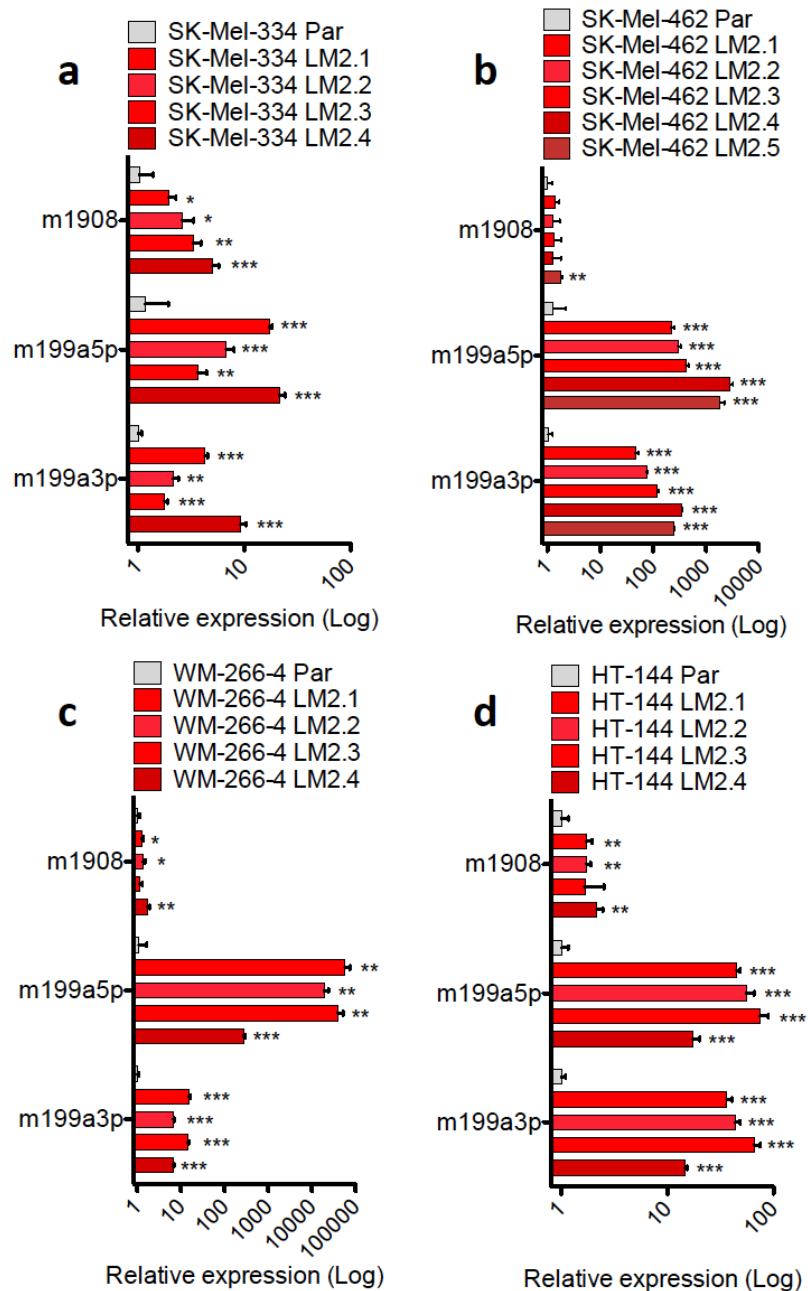 a
SK-Mel-334 Par
SK-Mel-334 LM2.1
SK-Mel-334 LM2.2
SK-Mel-334 LM2.3
SK-Mel-334 LM2.4
m1908
*
*
**
***
m199a5p
***
***
**
***
m199a3p
***
**
***
***
1
10
100
Relative expression (Log)
b
SK-Mel-462 Par
SK-Mel-462 LM2.1
SK-Mel-462 LM2.2
SK-Mel-462 LM2.3
SK-Mel-462 LM2.4
SK-Mel-462 LM2.5
m1908
**
m199a5p
***
***
***
***
***
m199a3p
***
***
***
***
***
1
10
100
1000
10000
Relative expression (Log)
c
WM-266-4 Par
WM-266-4 LM2.1
WM-266-4 LM2.2
WM-266-4 LM2.3
WM-266-4 LM2.4
m1908
*
*
**
m199a5p
**
**
**
***
m199a3p
***
***
***
***
1
10
100
1000
10000
100000
Relative expression (Log)
d
HT-144 Par
HT-144 LM2.1
HT-144 LM2.2
HT-144 LM2.3
HT-144 LM2.4
m1908
**
**
**
m199a5p
***
***
***
***
m199a3p
***
***
***
***
1
10
100
Relative expression (Log)